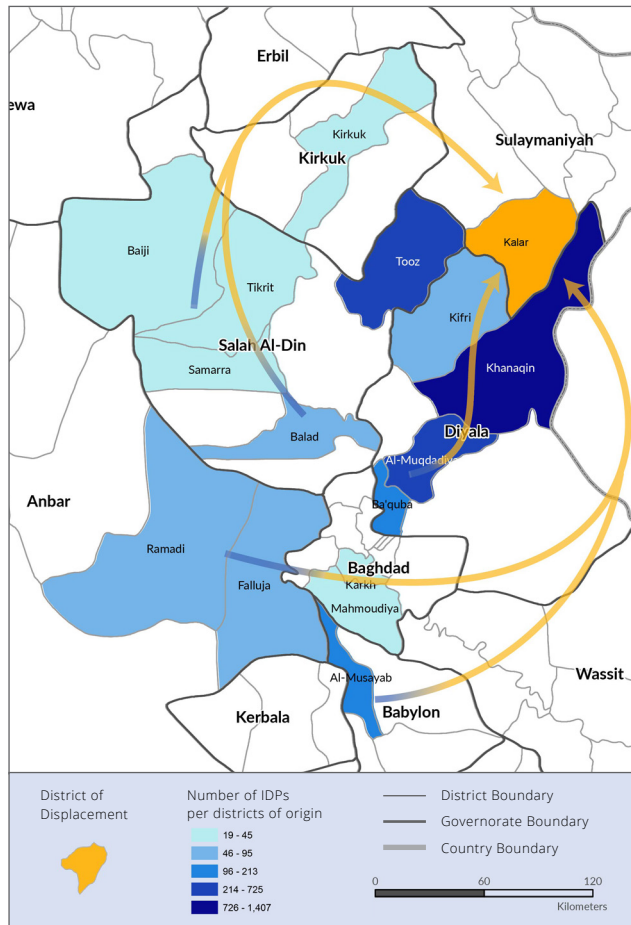 Erbil
ewa
Kirkuk
Kirkuk
Sulaymaniyah
Baiji
Kalar
Tooz
Tikrit
Kifri
Salah Al-Din
Samarra
Khanaqin
Diyala
Balad
Al-Muqdadiya
Anbar
Ba'quba
Ramadi
Baghdad
Falluja
Karkh
Mahmoudiya
Al-Musayab
Wassit
Kerbala
Babylon
District of
Displacement
Number of IDPs
per districts of origin
19 - 45
46 - 95
96 - 213
214 - 725
726 - 1,407
District Boundary
Governorate Boundary
Country Boundary
0 60 120
Kilometers